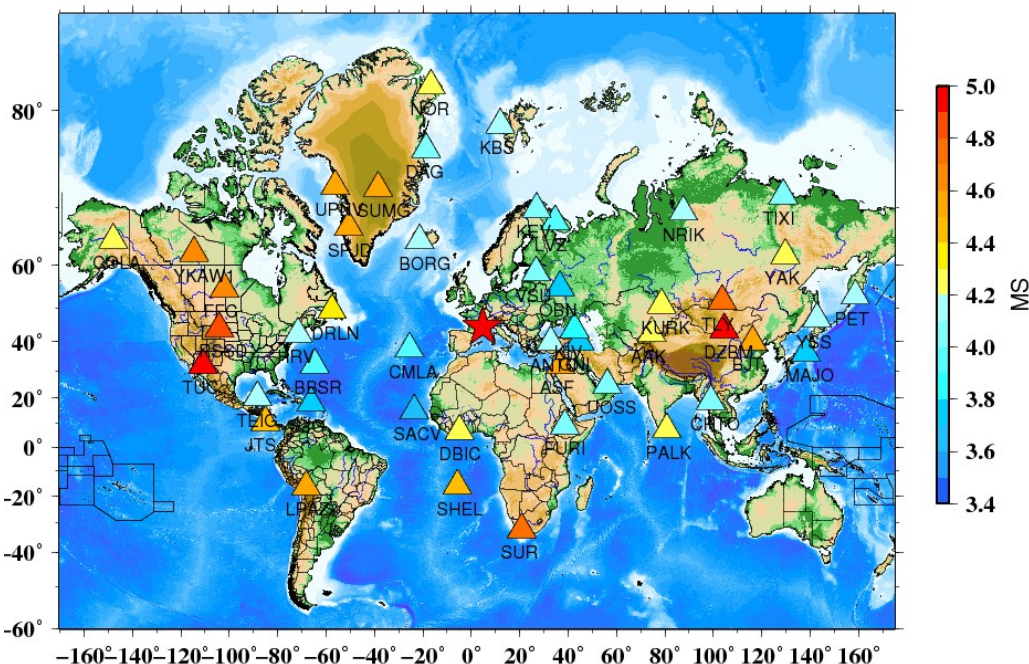 80°
60°
40°
20°
0°
-20°
-40°
-60°
NOR
KBS
DAG
UPNV
SUMG
SFJD
BORG
KEV
LVZ
NRIK
TIXI
COLA
YKAW1
FFC
DRLN
RSSD
HRV
TUC
BBSR
TEIG
JTS
LPAZ
CMLA
SACV
DBIC
SHEL
SUR
VSU
OBN
KIV
ANTO
GNI
ASF
UOSS
FURI
KURK
AAK
YAK
TLY
DZBM
BJT
PET
YSS
MAJO
CHTO
PALK
-160° -140° -120° -100° -80° -60° -40° -20° 0° 20° 40° 60° 80° 100° 120° 140° 160°
5.0
4.8
4.6
4.4
4.2
4.0
3.8
3.6
3.4
MS